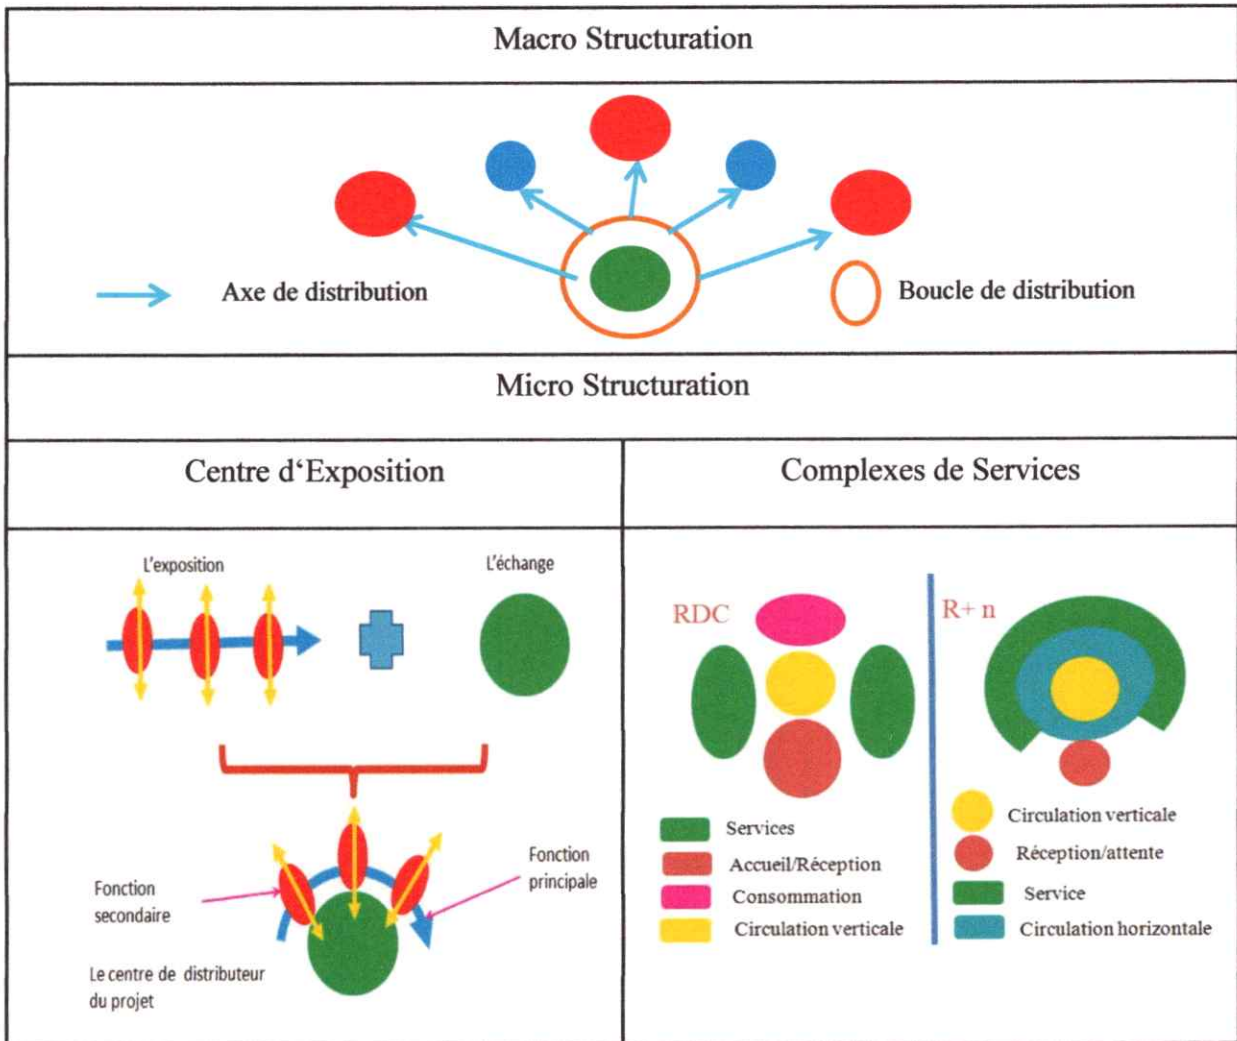 Macro Structuration
Axe de distribution
Boucle de distribution
Micro Structuration
Centre d‘Exposition
Complexes de Services
L'exposition
L'échange
Fonction
secondaire
Fonction
principale
Le centre de distributeur
du projet
RDC
Services
Accueil/Réception
Consommation
Circulation verticale
R+ n
Circulation verticale
Réception/attente
Service
Circulation horizontale